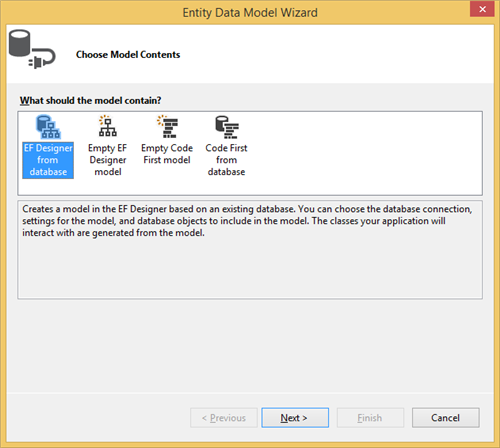 Entity Data Model Wizard
Choose Model Contents
What should the model contain?
EF Designer
from
database
Empty EF
Designer
model
Empty Code
First model
Code First
from
database
Creates a model in the EF Designer based on an existing database. You can choose the database connection,
settings for the model, and database objects to include in the model. The classes your application will
interact with are generated from the model.
< Previous
Next >
Finish
Cancel